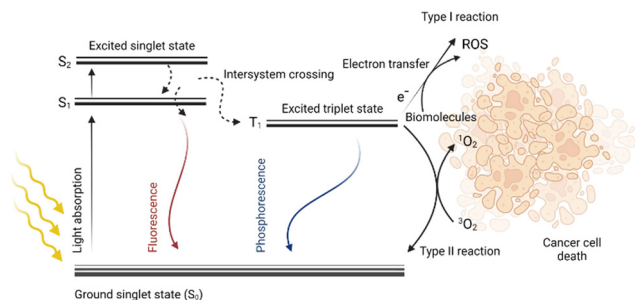 Type I reaction
Excited singlet state
ROS
S₂
Electron transfer
Intersystem crossing
e⁻
S₁
Excited triplet state
T₁
Biomolecules
¹O₂
Light absorption
Fluorescence
Phosphorescence
³O₂
Type II reaction
Cancer cell
death
Ground singlet state (S₀)